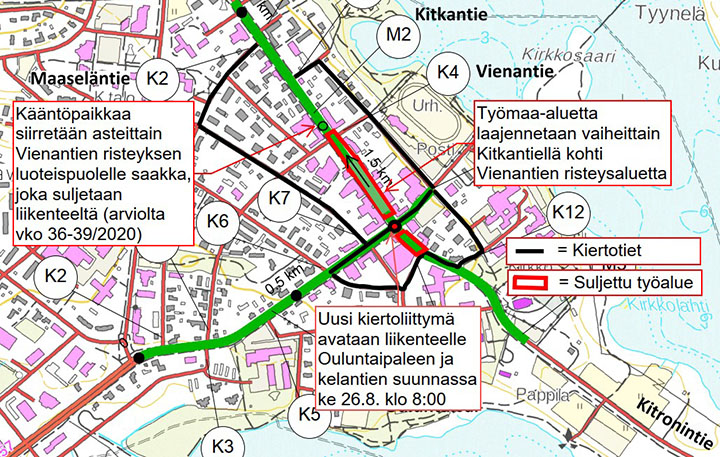 Kitkantie
Tyynelä
M2
Kirkkosaari
Maaseläntie
K2
K4
Vienantie
Urh.
Kääntöpaikkaa
siirretään asteittain
Vienantien risteyksen
luoteispuolelle saakka,
joka suljetaan
liikenteeltä (arviolta
vko 36-39/2020)
Työmaa-aluetta
laajennetaan vaiheittain
Kitkantiellä kohti
Vienantien risteysaluetta
Posti
1.5 km
K7
K6
K12
K2
= Kiertotiet
= Suljettu työalue
Kirkkolahti
0.5 km
Uusi kiertoliittymä
avataan liikenteelle
Ouluntaipaleen ja
kelantien suunnassa
ke 26.8. klo 8:00
Pappila
Kitronintie
K5
K3